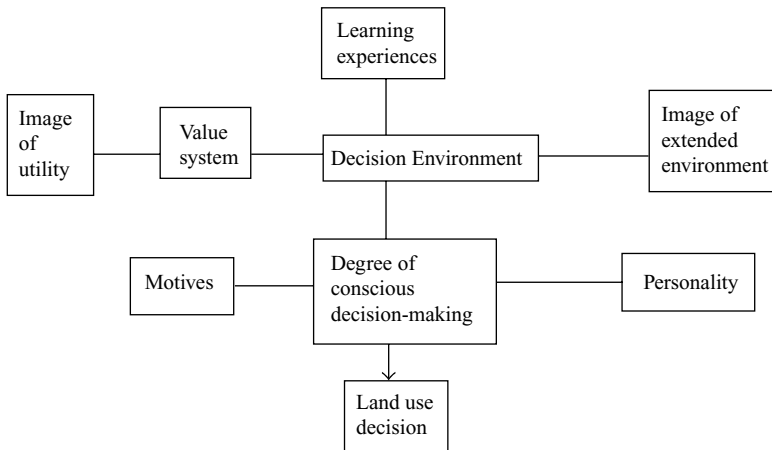 Learning
experiences
Image
of
utility
Value
system
Decision Environment
Image of
extended
environment
Motives
Degree of
conscious
decision-making
Personality
Land use
decision